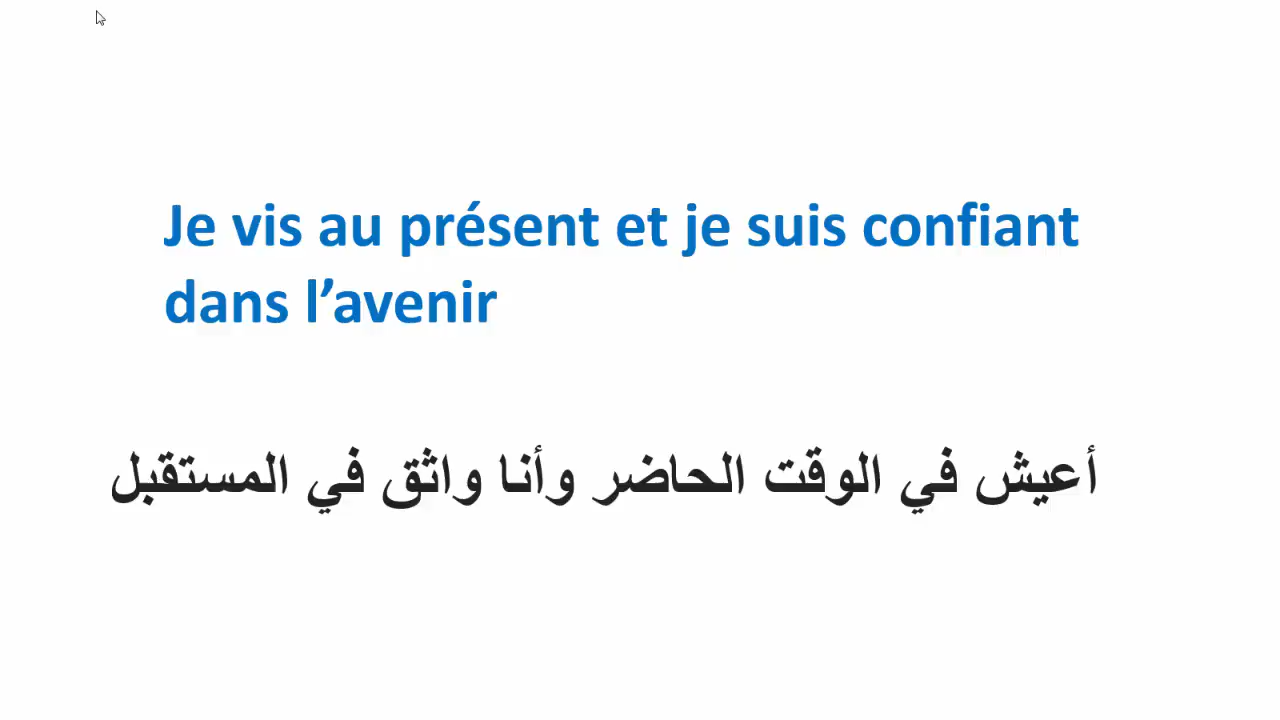 Je vis au présent et je suis confiant
dans l’avenir
أعيش في الوقت الحاضر وأنا واثق في المستقبل